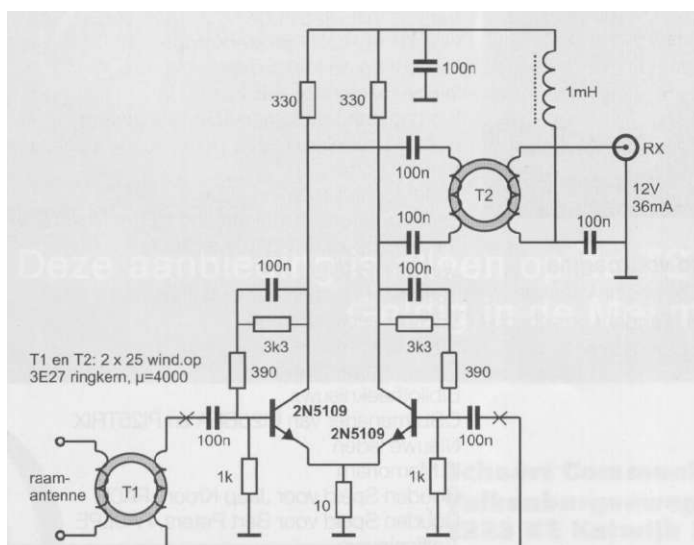 100n
330
330
1mH
100n
RX
T2
12V
36mA
100n
100n
Deze aanbieding is alleen
100n
100n
3k3
3k3
T1 en T2: 2 x 25 wind.op
3E27 ringkern, µ=4000
390
390
2N5109
2N5109
100n
100n
raam-
antenne
T1
1k
10
1k